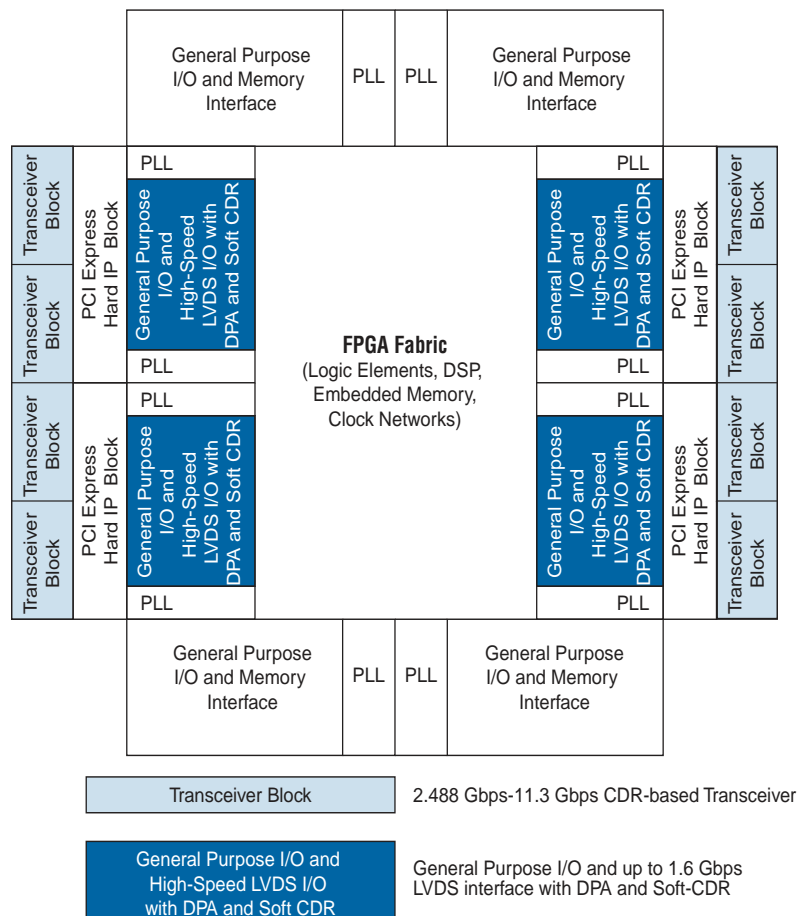 General Purpose
I/O and Memory
Interface
PLL
PLL
General Purpose
I/O and Memory
Interface
Transceiver
Block
Transceiver
Block
Transceiver
Block
Transceiver
Block
PCI Express
Hard IP Block
PCI Express
Hard IP Block
PLL
General Purpose
I/O and
High-Speed
LVDS I/O with
DPA and Soft CDR
PLL
PLL
General Purpose
I/O and
High-Speed
LVDS I/O with
DPA and Soft CDR
PLL
FPGA Fabric
(Logic Elements, DSP,
Embedded Memory,
Clock Networks)
PLL
General Purpose
I/O and
High-Speed
LVDS I/O with
DPA and Soft CDR
PLL
PLL
General Purpose
I/O and
High-Speed
LVDS I/O with
DPA and Soft CDR
PLL
PCI Express
Hard IP Block
PCI Express
Hard IP Block
Transceiver
Block
Transceiver
Block
Transceiver
Block
Transceiver
Block
General Purpose
I/O and Memory
Interface
PLL
PLL
General Purpose
I/O and Memory
Interface
Transceiver Block
2.488 Gbps-11.3 Gbps CDR-based Transceiver
General Purpose I/O and
High-Speed LVDS I/O
with DPA and Soft CDR
General Purpose I/O and up to 1.6 Gbps
LVDS interface with DPA and Soft-CDR